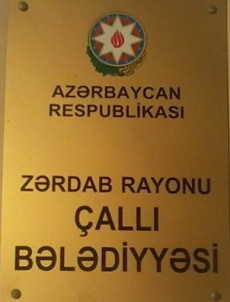 AZƏRBAYCAN
RESPUBLİKASI
ZƏRDAB RAYONU
ÇALLI
BƏLƏDİYYƏSİ